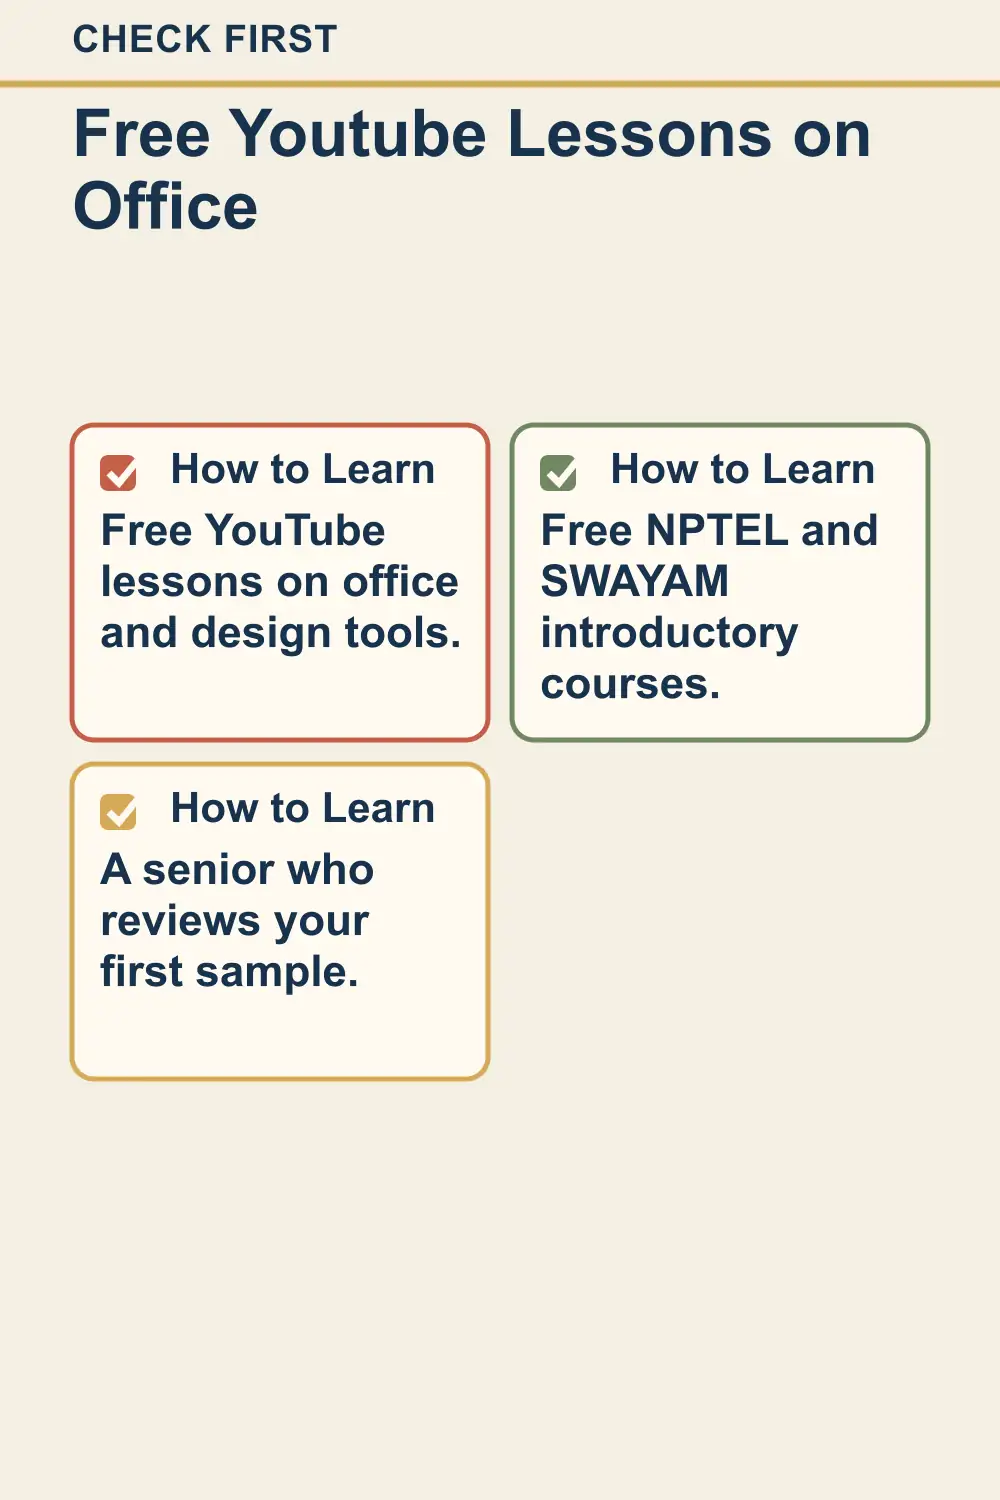 CHECK FIRST
Free Youtube Lessons on
Office
How to Learn
Free YouTube
lessons on office
and design tools.
How to Learn
Free NPTEL and
SWAYAM
introductory
courses.
How to Learn
A senior who
reviews your
first sample.